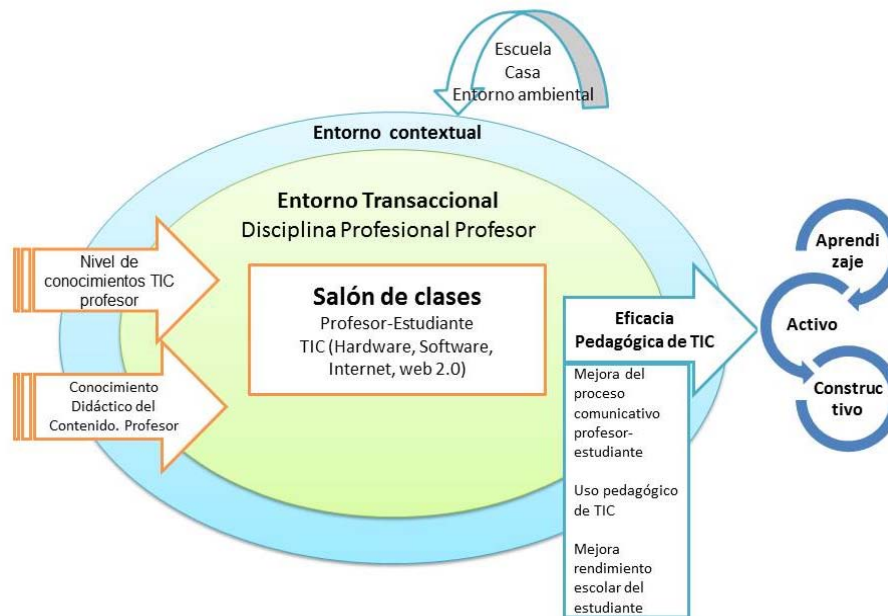 Escuela
Casa
Entorno ambiental
Entorno contextual
Entorno Transaccional
Disciplina Profesional Profesor
Nivel de
conocimientos TIC
profesor
Salón de clases
Profesor-Estudiante
TIC (Hardware, Software,
Internet, web 2.0)
Conocimiento
Didáctico del
Contenido. Profesor
Eficacia
Pedagógica de TIC
Mejora del
proceso
comunicativo
profesor-
estudiante
Uso pedagógico
de TIC
Mejora
rendimiento
escolar del
estudiante
Aprendi
zaje
Activo
Construc
tivo